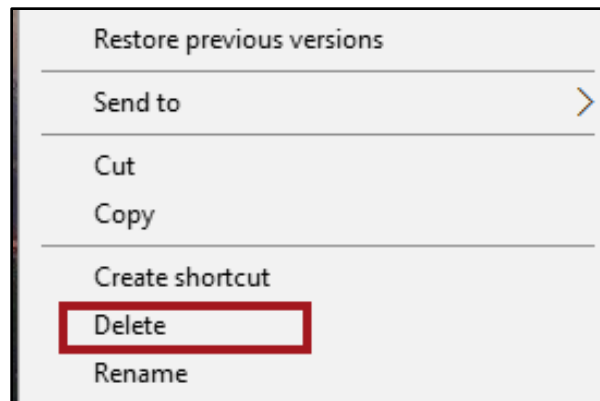 Restore previous versions
Send to
Cut
Copy
Create shortcut
Delete
Rename